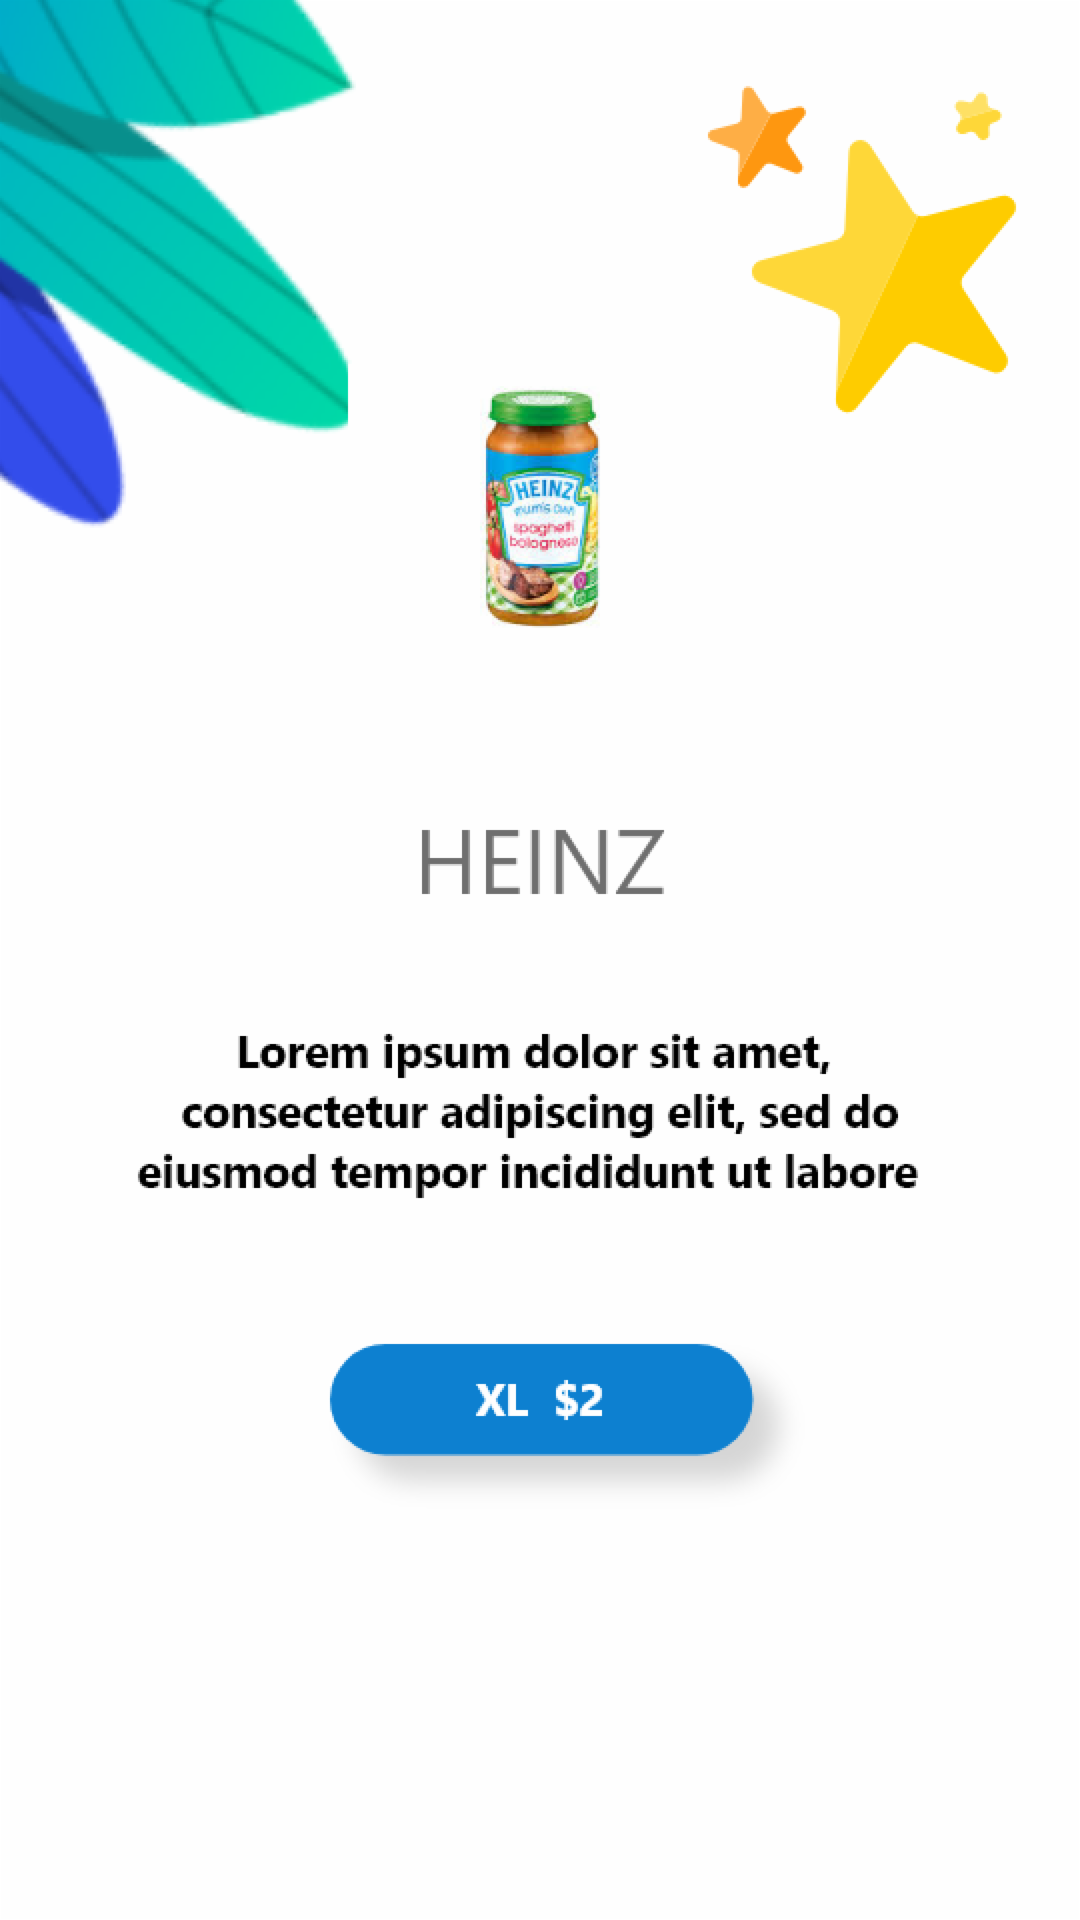 HEINZ
mum's own
spaghetti
bolognese
HEINZ
Lorem ipsum dolor sit amet,
consectetur adipiscing elit, sed do
eiusmod tempor incididunt ut labore
XL $2